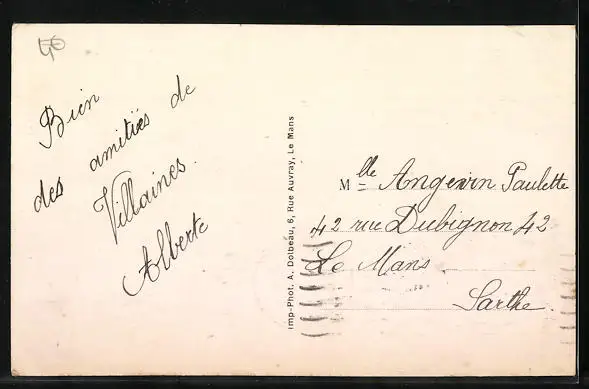 Bien
des amitiés de
Villaines.
Alberte
Imp-Phot. A. Dolbeau, 6, Rue Auvray, Le Mans
Mlle Angevin Paulette
42 rue Dubignon 42
Le Mans
Sarthe.